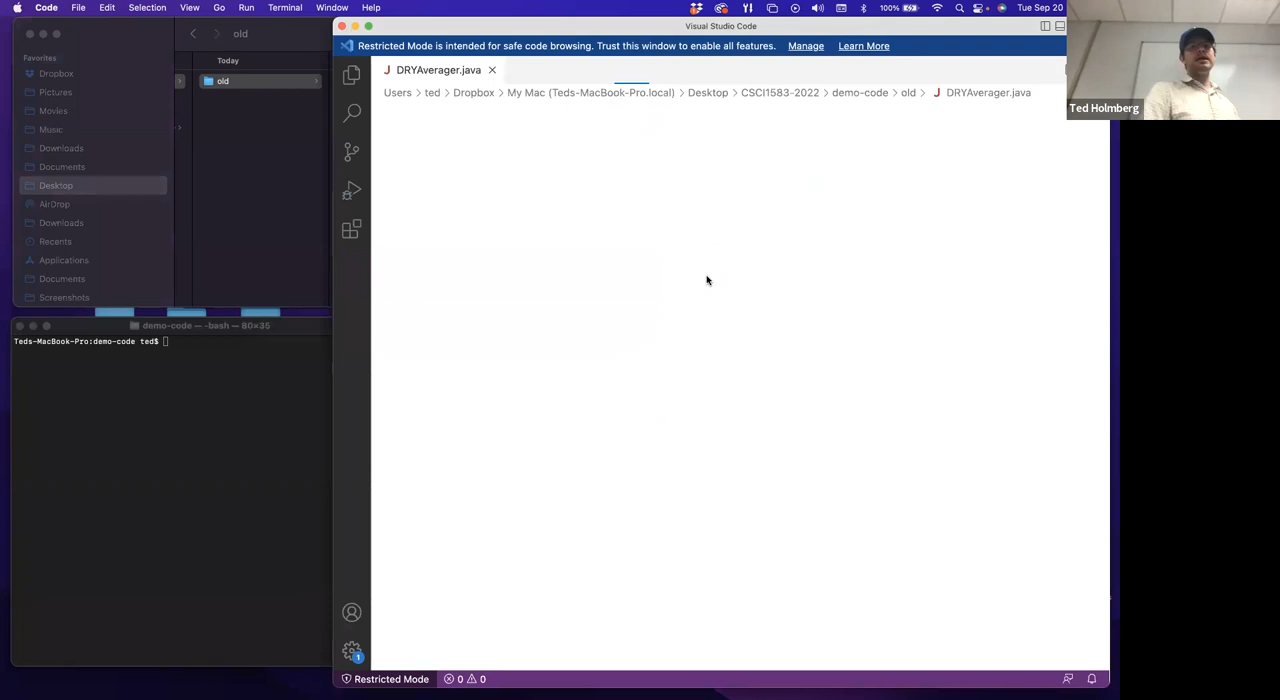 Code File Edit Selection View Go Run Terminal Window Help
100% Tue Sep 20
old
Favorites
Dropbox
Pictures
Movies
Music
Downloads
Documents
Desktop
AirDrop
Downloads
Recents
Applications
Documents
Screenshots
Today
old
demo-code — -bash — 80×35
Teds-MacBook-Pro:demo-code ted$
Visual Studio Code
Restricted Mode is intended for safe code browsing. Trust this window to enable all features. Manage Learn More
J DRYAverager.java
Users > ted > Dropbox > My Mac (Teds-MacBook-Pro.local) > Desktop > CSCI1583-2022 > demo-code > old > J DRYAverager.java
1
Restricted Mode 0 0
Ted Holmberg